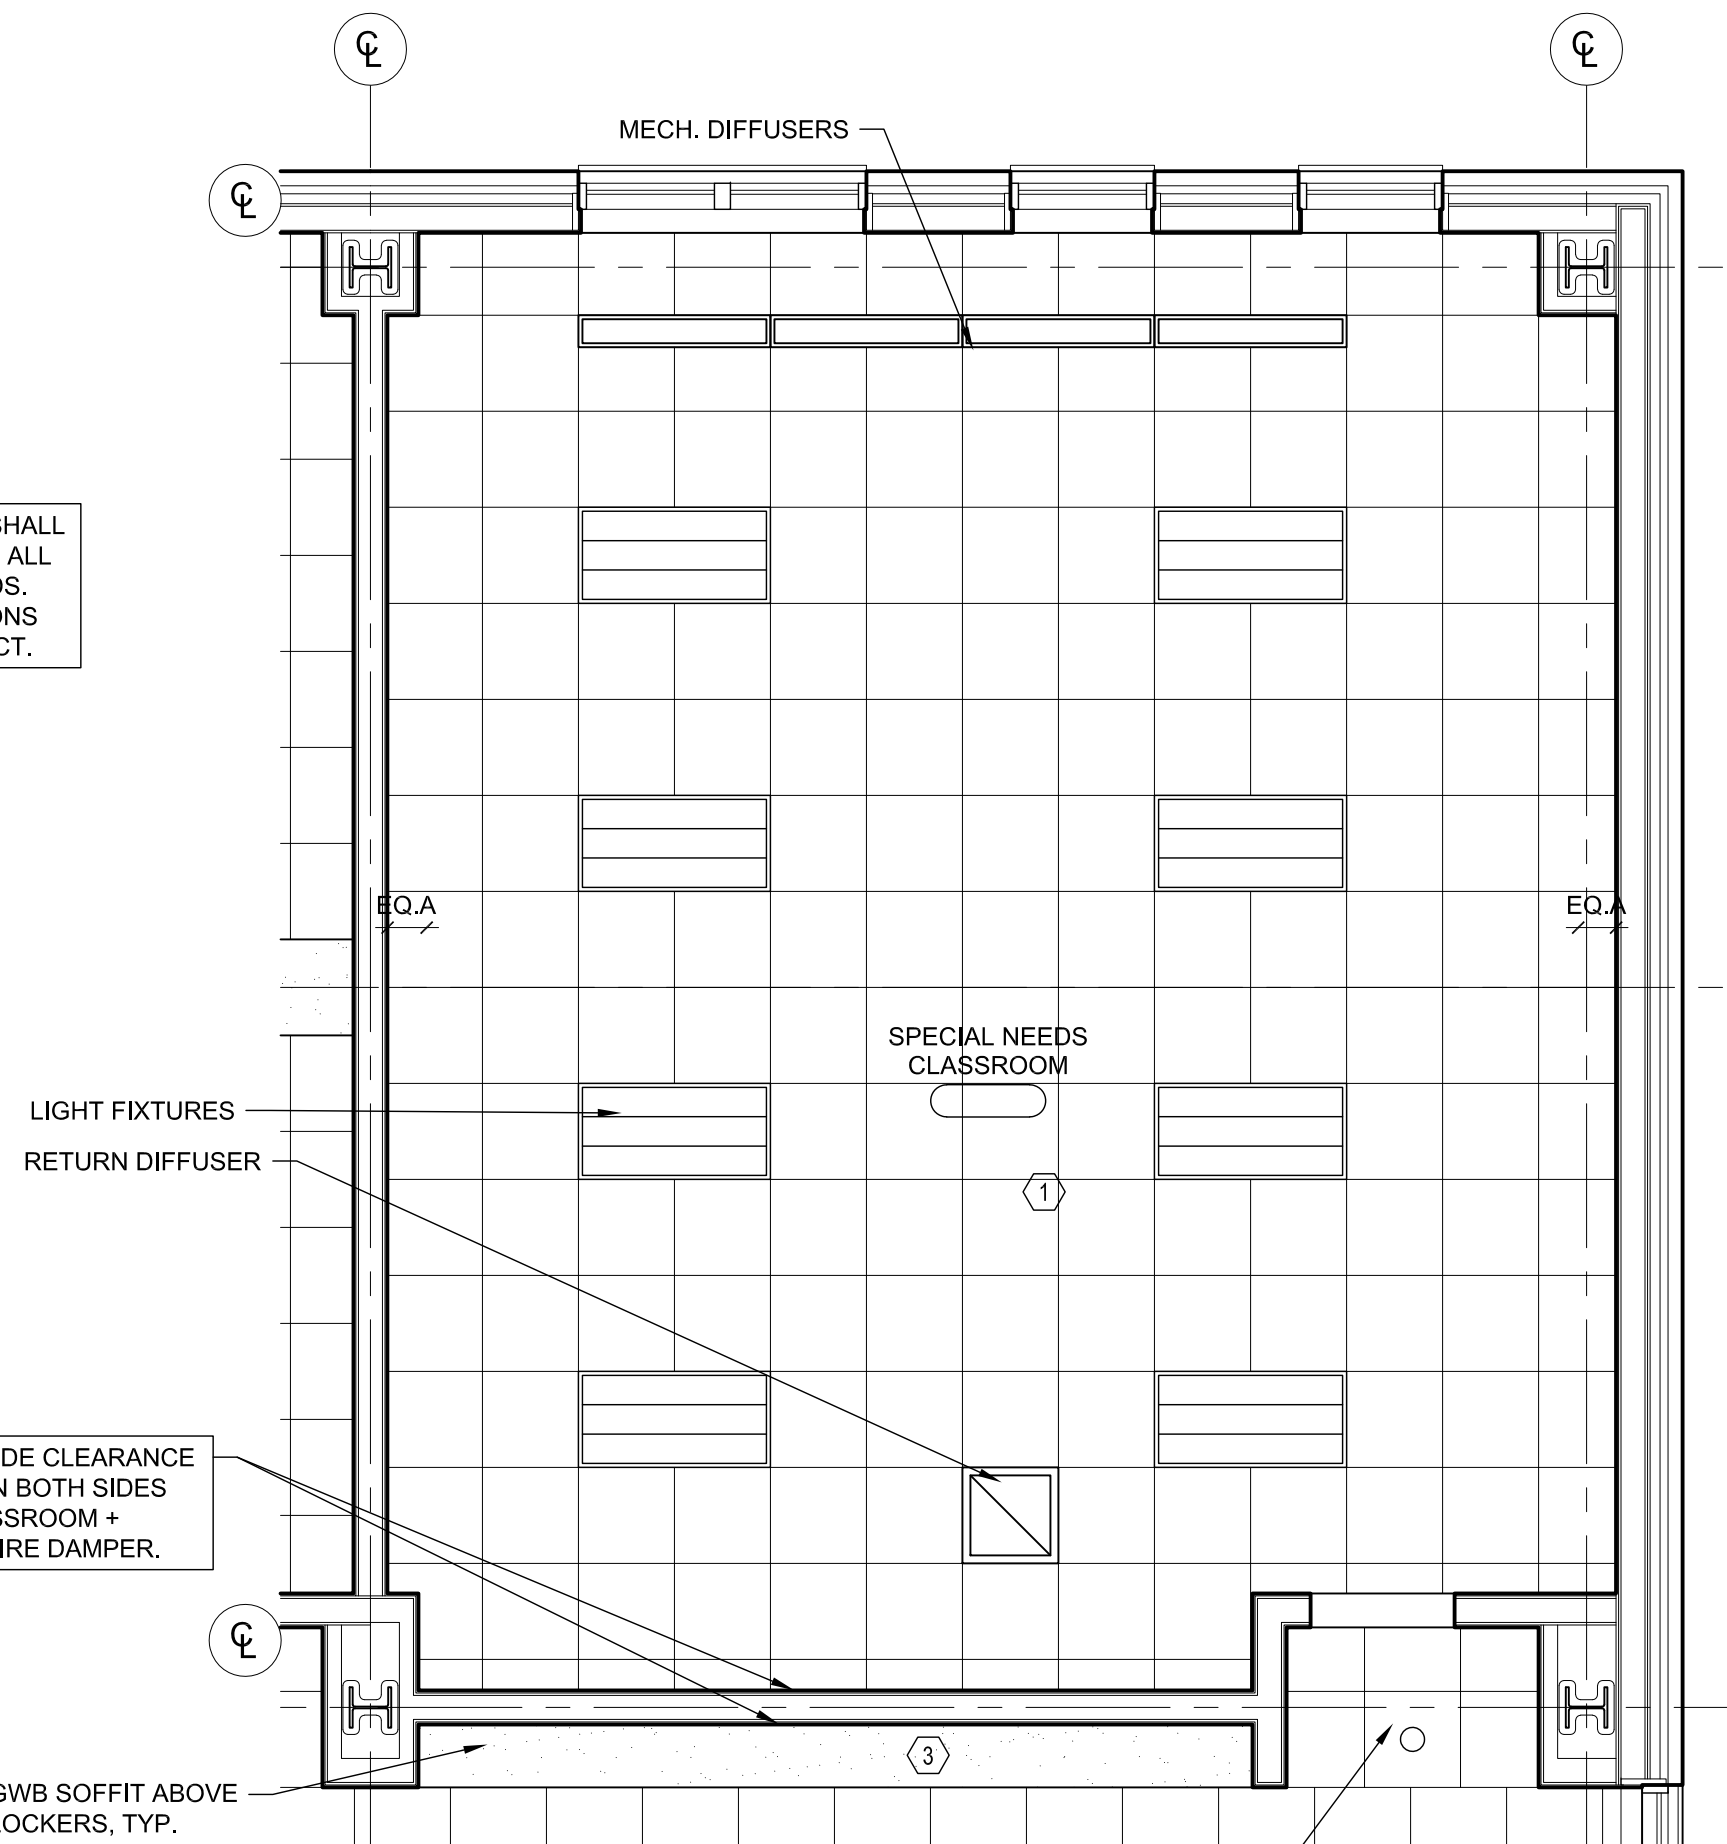 ℄
℄
MECH. DIFFUSERS
℄
SHALL
ALL
DS.
ONS
CT.
EQ.A
EQ.A
SPECIAL NEEDS
CLASSROOM
LIGHT FIXTURES
RETURN DIFFUSER
1
DE CLEARANCE
N BOTH SIDES
SSROOM +
IRE DAMPER.
℄
3
GWB SOFFIT ABOVE
OCKERS, TYP.